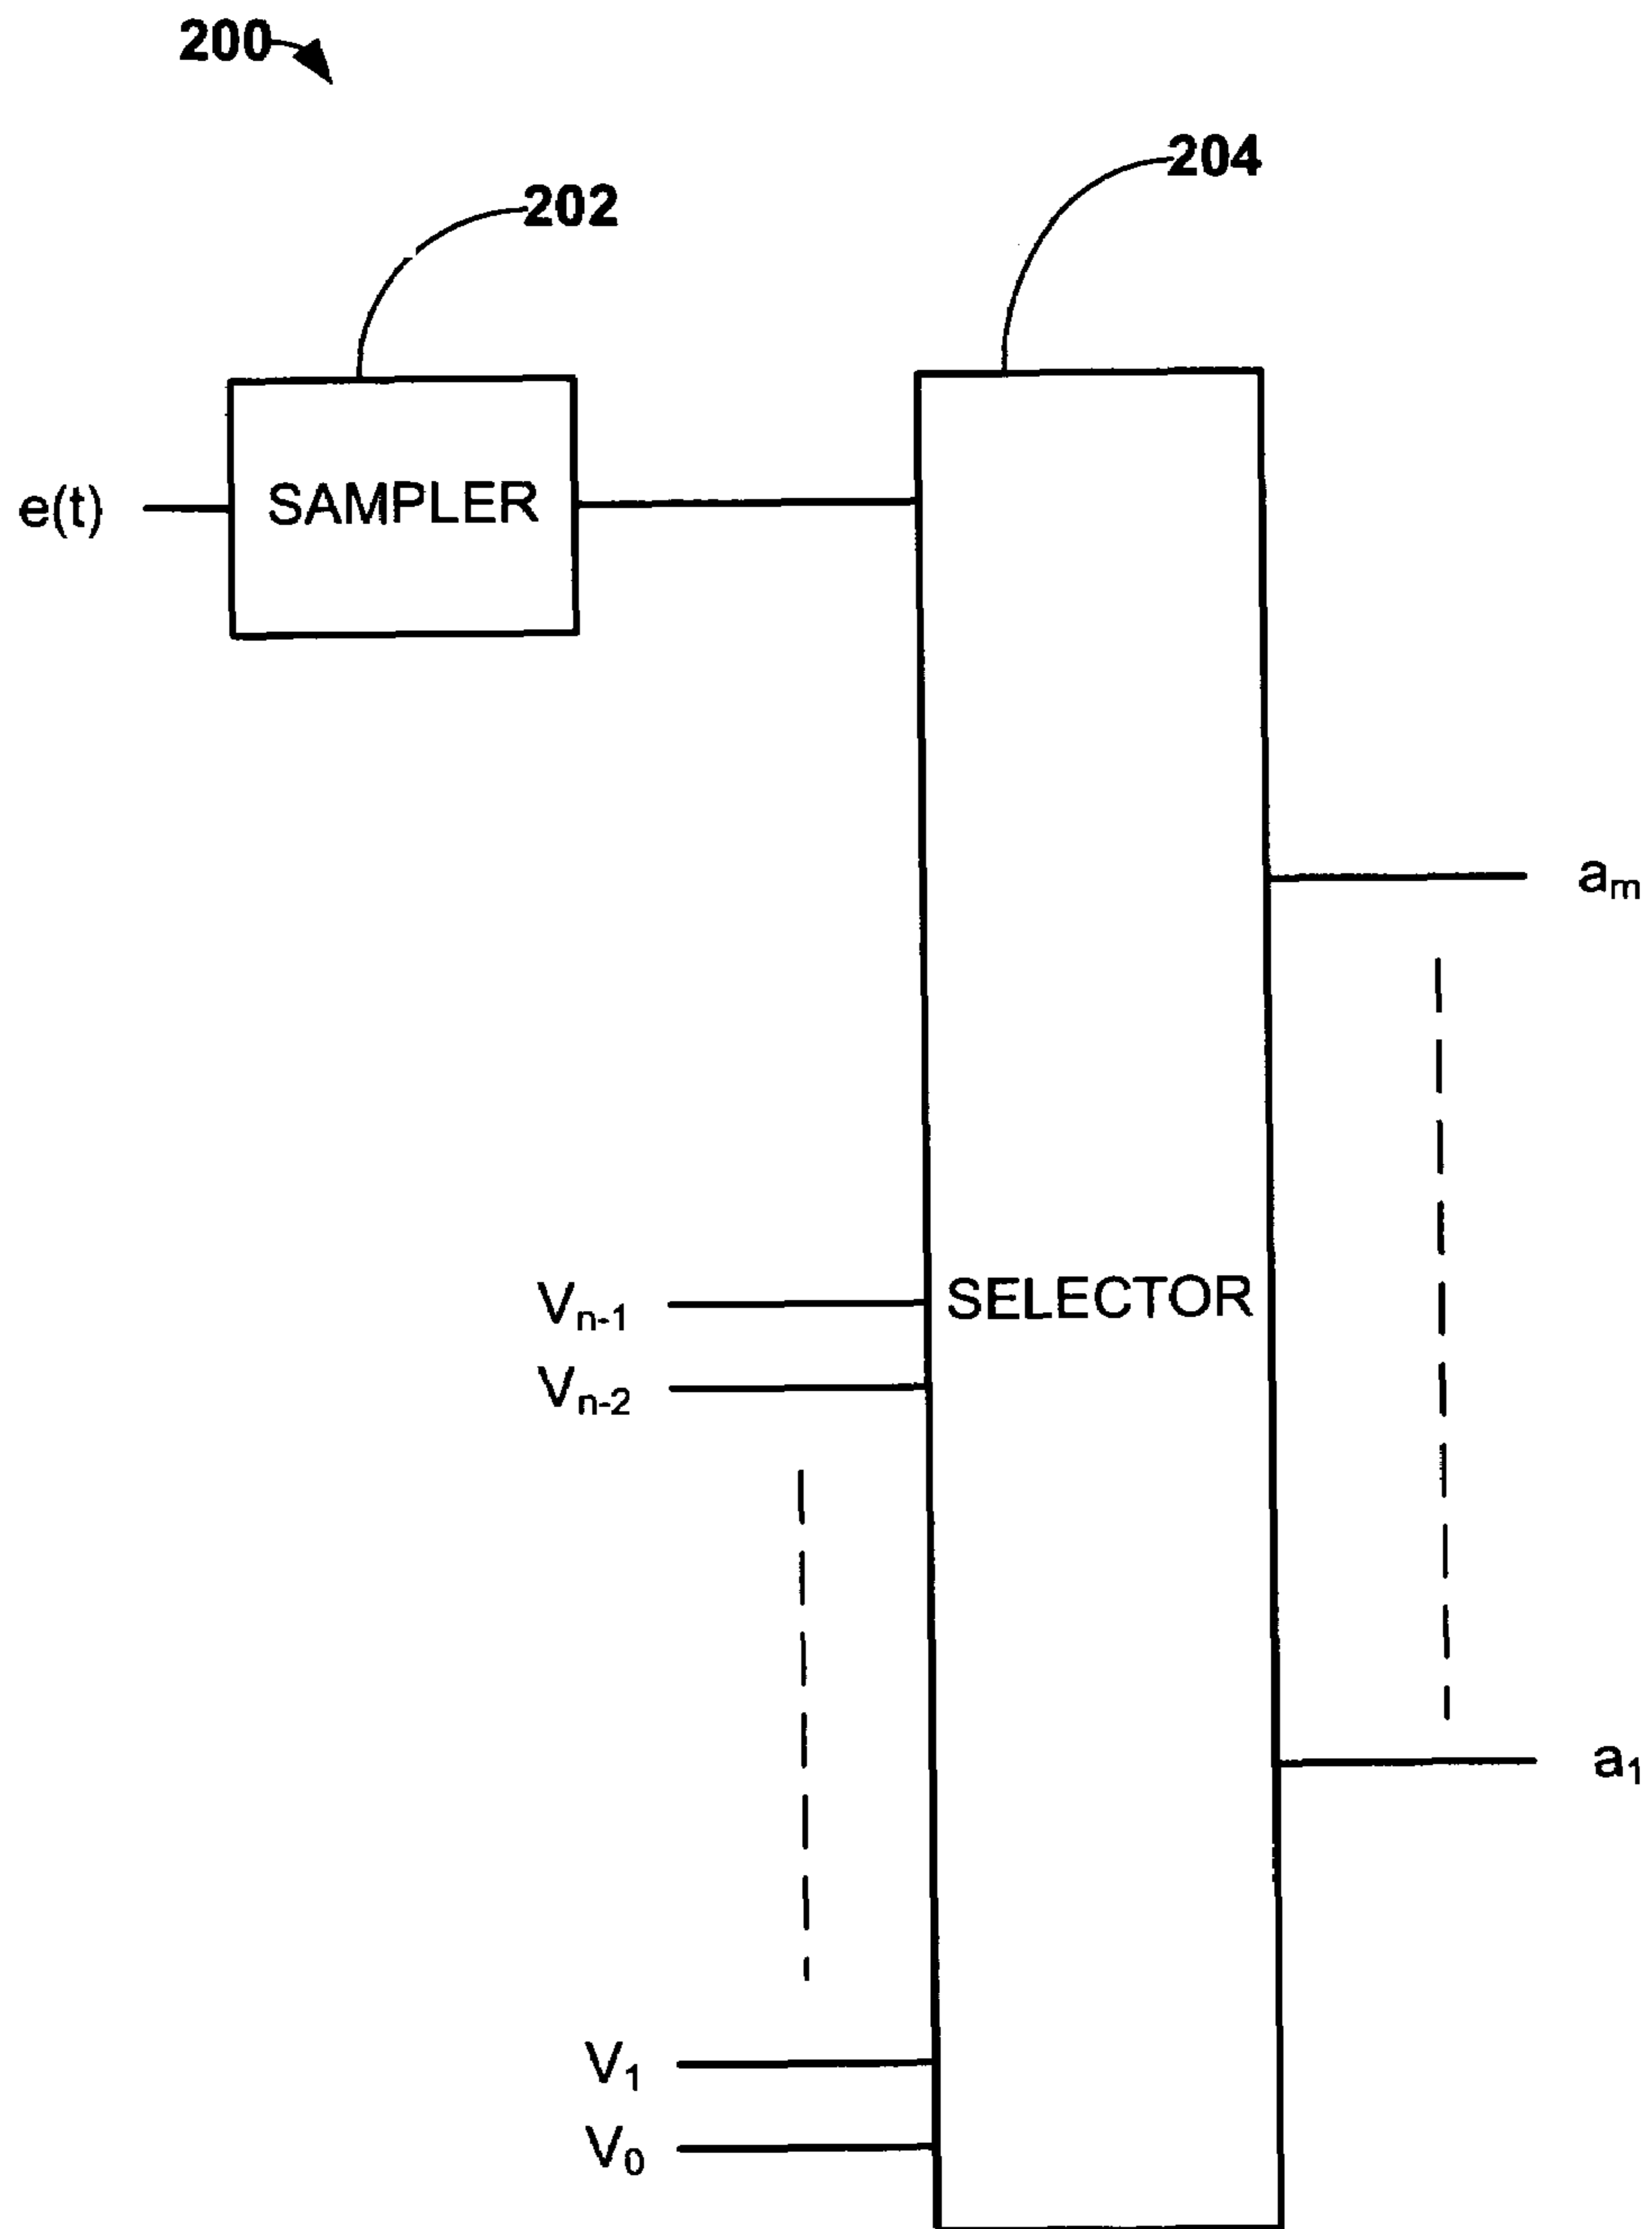 200
204
202
e(t)
SAMPLER
aₘ
Vₙ₋₁
SELECTOR
Vₙ₋₂
a₁
V₁
V₀